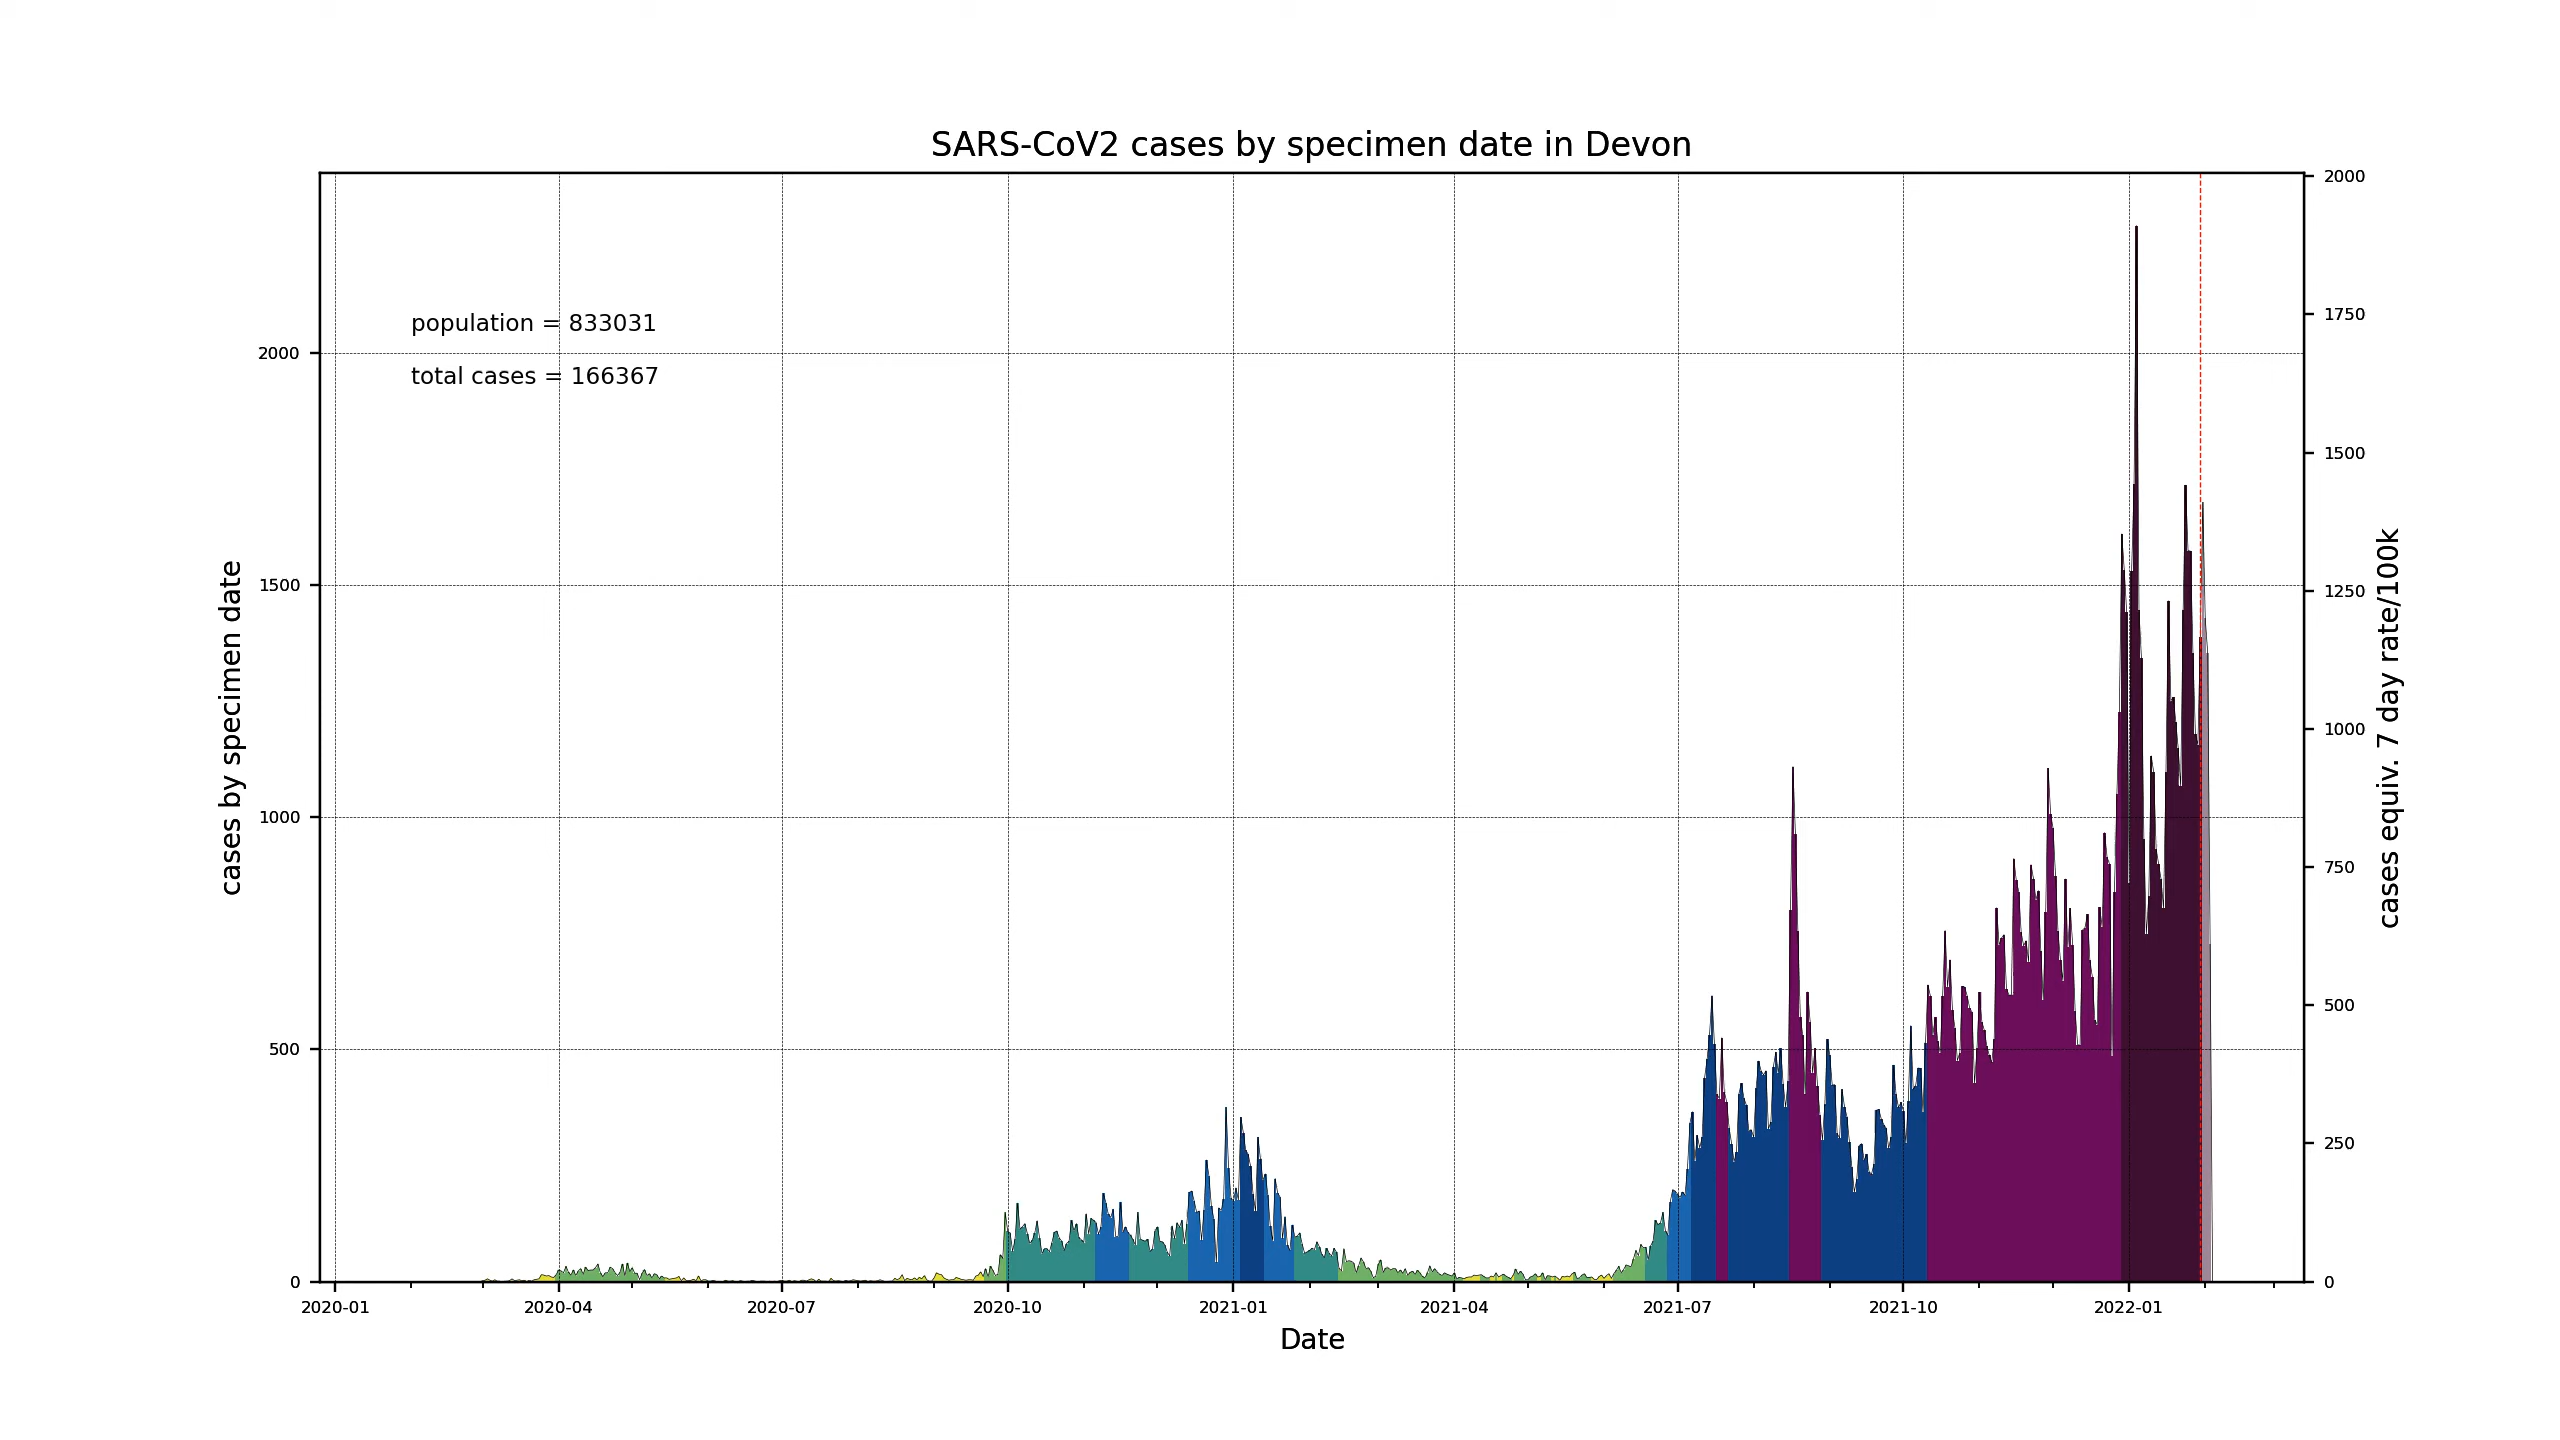 SARS-CoV2 cases by specimen date in Devon
population = 833031
total cases = 166367
cases by specimen date
2000
1500
1000
500
0
2000
1750
1500
1250
1000
750
500
250
0
cases equiv. 7 day rate/100k
2020-01 2020-04 2020-07 2020-10 2021-01 2021-04 2021-07 2021-10 2022-01
Date